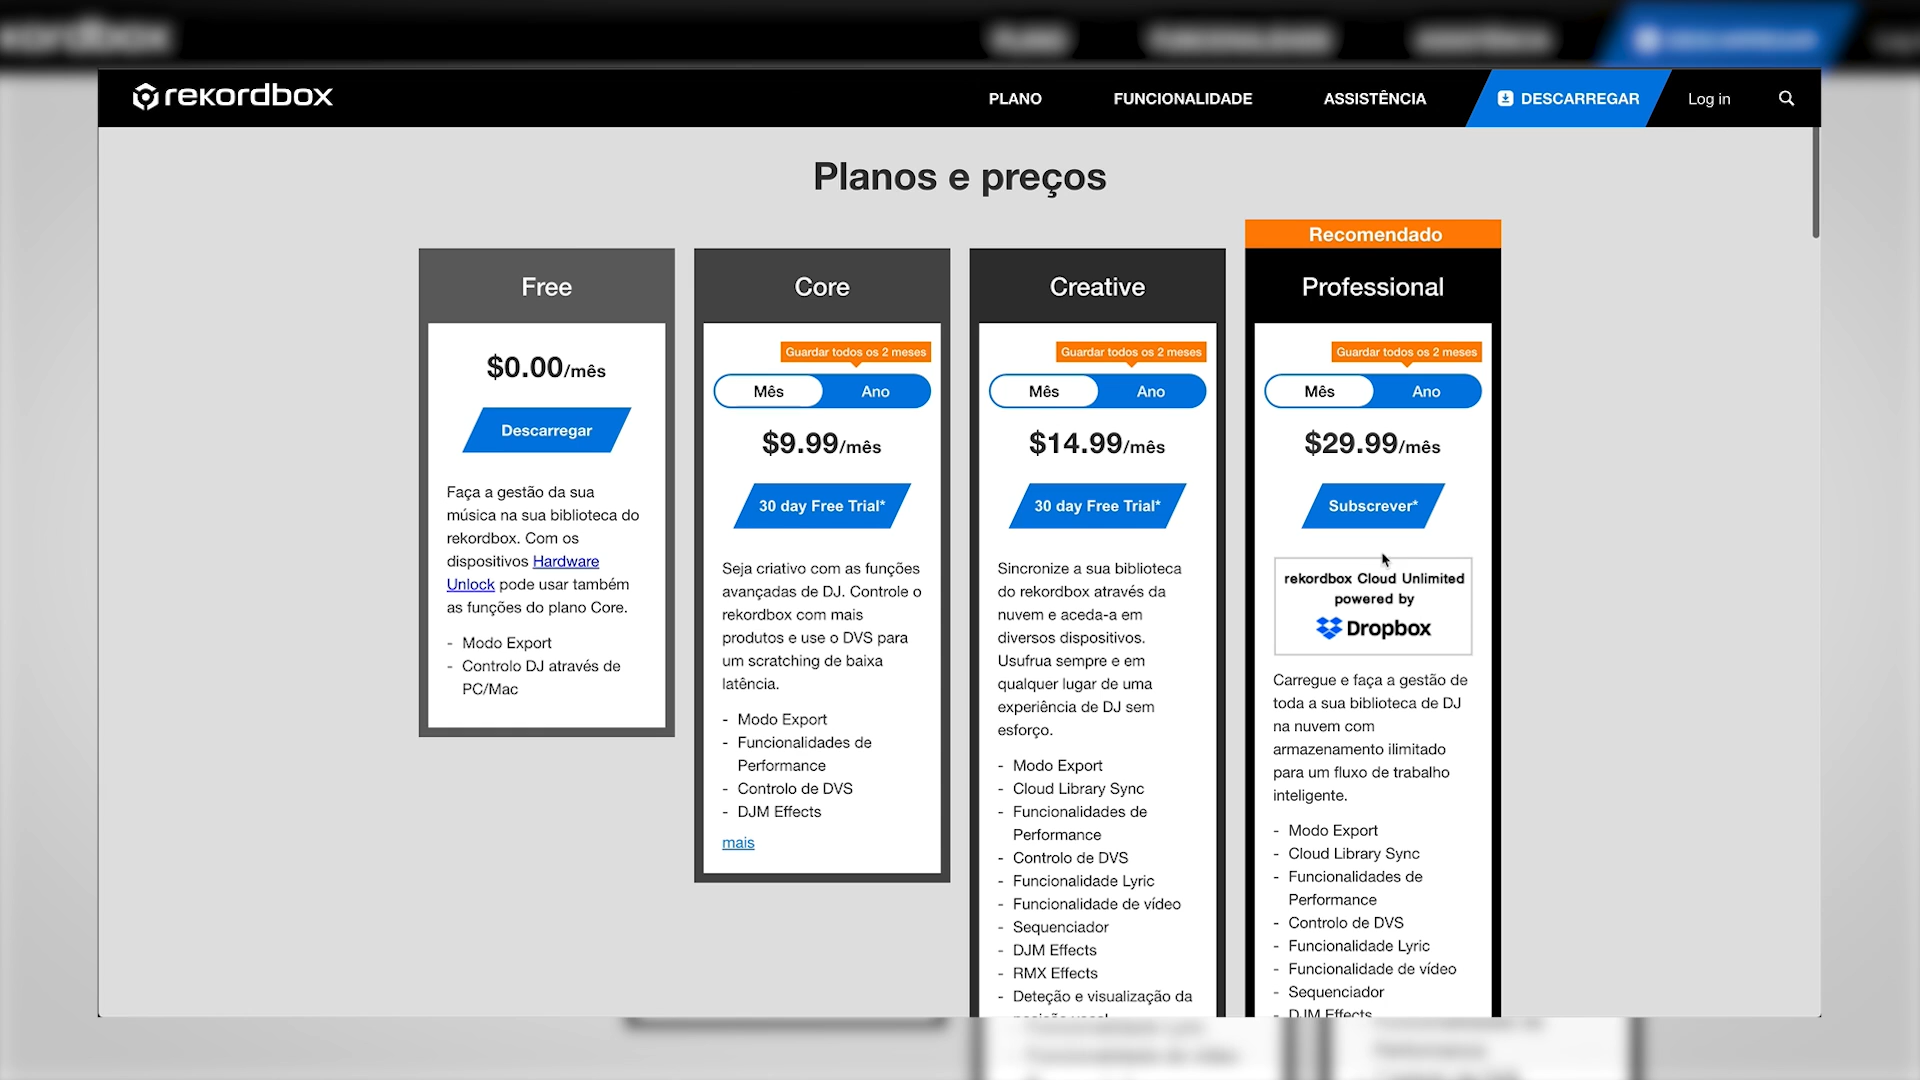 rekordbox
PLANO
FUNCIONALIDADE
ASSISTÊNCIA
DESCARREGAR
Log in
Planos e preços
Free
$0.00/mês
Descarregar
Faça a gestão da sua
música na sua biblioteca do
rekordbox. Com os
dispositivos Hardware
Unlock pode usar também
as funções do plano Core.
- Modo Export
- Controlo DJ através de
PC/Mac
Core
Guardar todos os 2 meses
Mês
Ano
$9.99/mês
30 day Free Trial*
Seja criativo com as funções
avançadas de DJ. Controle o
rekordbox com mais
produtos e use o DVS para
um scratching de baixa
latência.
- Modo Export
- Funcionalidades de
Performance
- Controlo de DVS
- DJM Effects
mais
Creative
Guardar todos os 2 meses
Mês
Ano
$14.99/mês
30 day Free Trial*
Sincronize a sua biblioteca
do rekordbox através da
nuvem e aceda-a em
diversos dispositivos.
Usufrua sempre e em
qualquer lugar de uma
experiência de DJ sem
esforço.
- Modo Export
- Cloud Library Sync
- Funcionalidades de
Performance
- Controlo de DVS
- Funcionalidade Lyric
- Funcionalidade de vídeo
- Sequenciador
- DJM Effects
- RMX Effects
- Deteção e visualização da
Recomendado
Professional
Guardar todos os 2 meses
Mês
Ano
$29.99/mês
Subscrever*
rekordbox Cloud Unlimited
powered by
Dropbox
Carregue e faça a gestão de
toda a sua biblioteca de DJ
na nuvem com
armazenamento ilimitado
para um fluxo de trabalho
inteligente.
- Modo Export
- Cloud Library Sync
- Funcionalidades de
Performance
- Controlo de DVS
- Funcionalidade Lyric
- Funcionalidade de vídeo
- Sequenciador
- DJM Effects